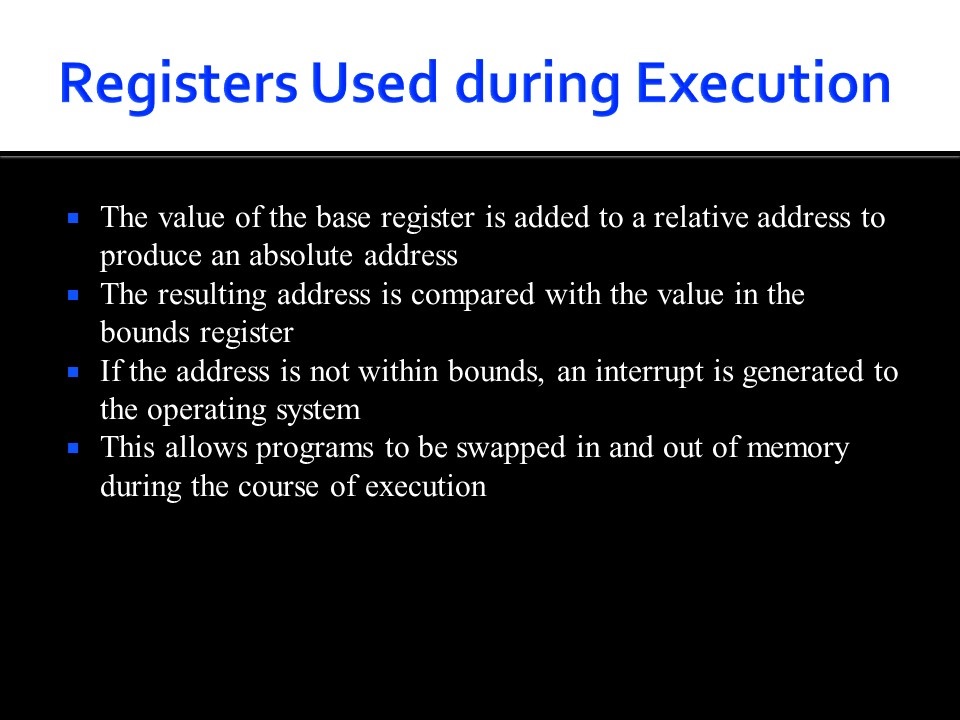 Registers Used during Execution
The value of the base register is added to a relative address to
produce an absolute address
The resulting address is compared with the value in the
bounds register
If the address is not within bounds, an interrupt is generated to
the operating system
This allows programs to be swapped in and out of memory
during the course of execution